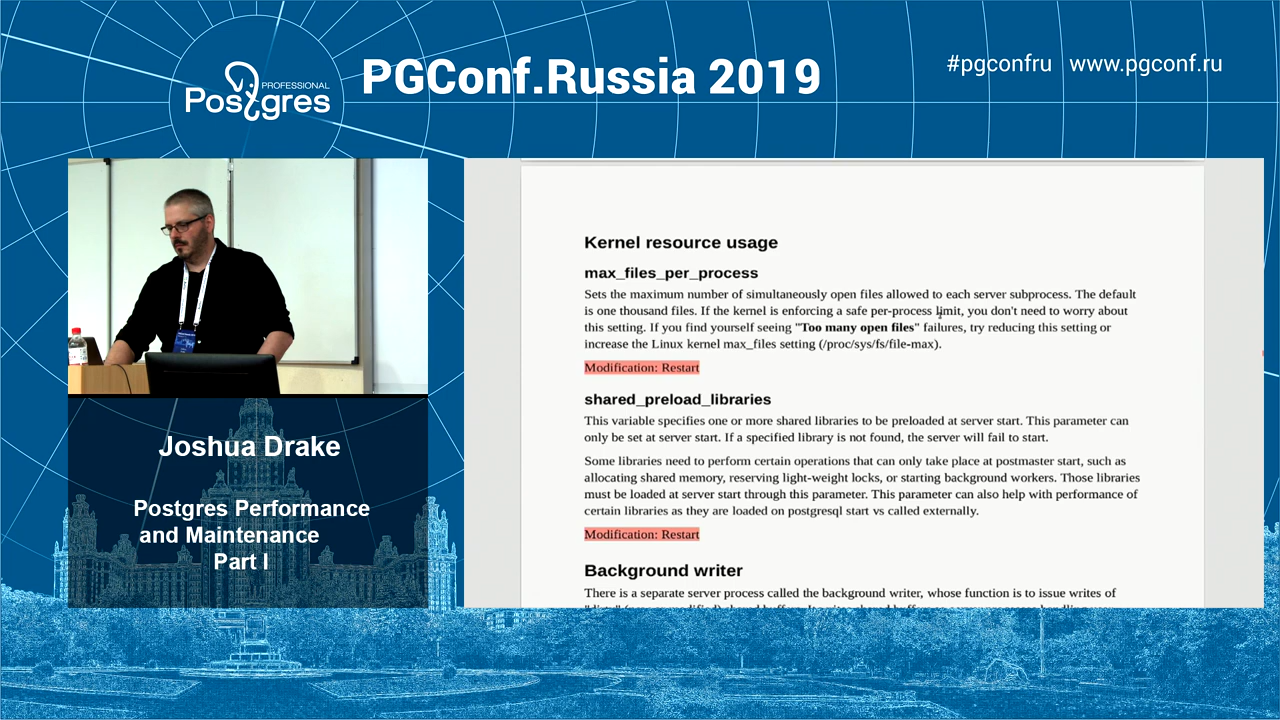 PROFESSIONAL
Postgres
PGConf.Russia 2019
#pgconfru www.pgconf.ru
Joshua Drake
Postgres Performance
and Maintenance
Part I
Kernel resource usage
max_files_per_process
Sets the maximum number of simultaneously open files allowed to each server subprocess. The default
is one thousand files. If the kernel is enforcing a safe per-process limit, you don't need to worry about
this setting. If you find yourself seeing "Too many open files" failures, try reducing this setting or
increase the Linux kernel max_files setting (/proc/sys/fs/file-max).
Modification: Restart
shared_preload_libraries
This variable specifies one or more shared libraries to be preloaded at server start. This parameter can
only be set at server start. If a specified library is not found, the server will fail to start.
Some libraries need to perform certain operations that can only take place at postmaster start, such as
allocating shared memory, reserving light-weight locks, or starting background workers. Those libraries
must be loaded at server start through this parameter. This parameter can also help with performance of
certain libraries as they are loaded on postgresql start vs called externally.
Modification: Restart
Background writer
There is a separate server process called the background writer, whose function is to issue writes of